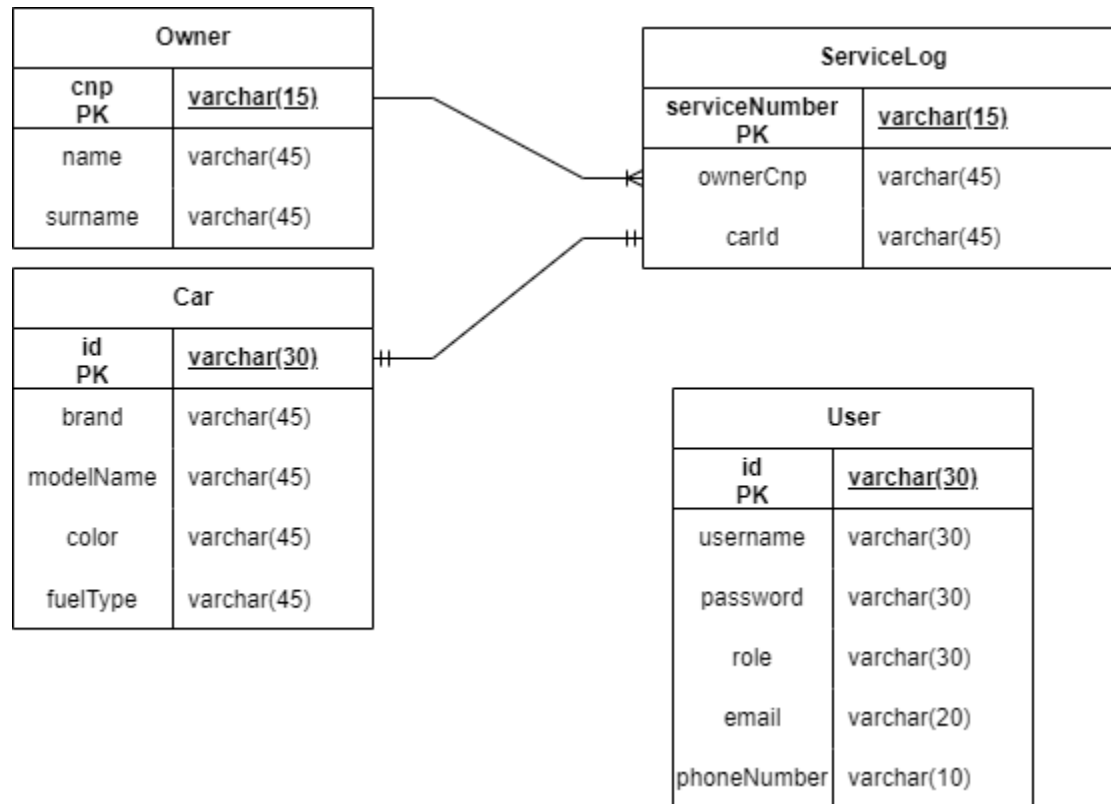 Owner
cnp
PK
varchar(15)
name varchar(45)
surname varchar(45)
ServiceLog
serviceNumber
PK
varchar(15)
ownerCnp varchar(45)
carId varchar(45)
Car
id
PK
varchar(30)
brand varchar(45)
modelName varchar(45)
color varchar(45)
fuelType varchar(45)
User
id
PK
varchar(30)
username varchar(30)
password varchar(30)
role varchar(30)
email varchar(20)
phoneNumber varchar(10)